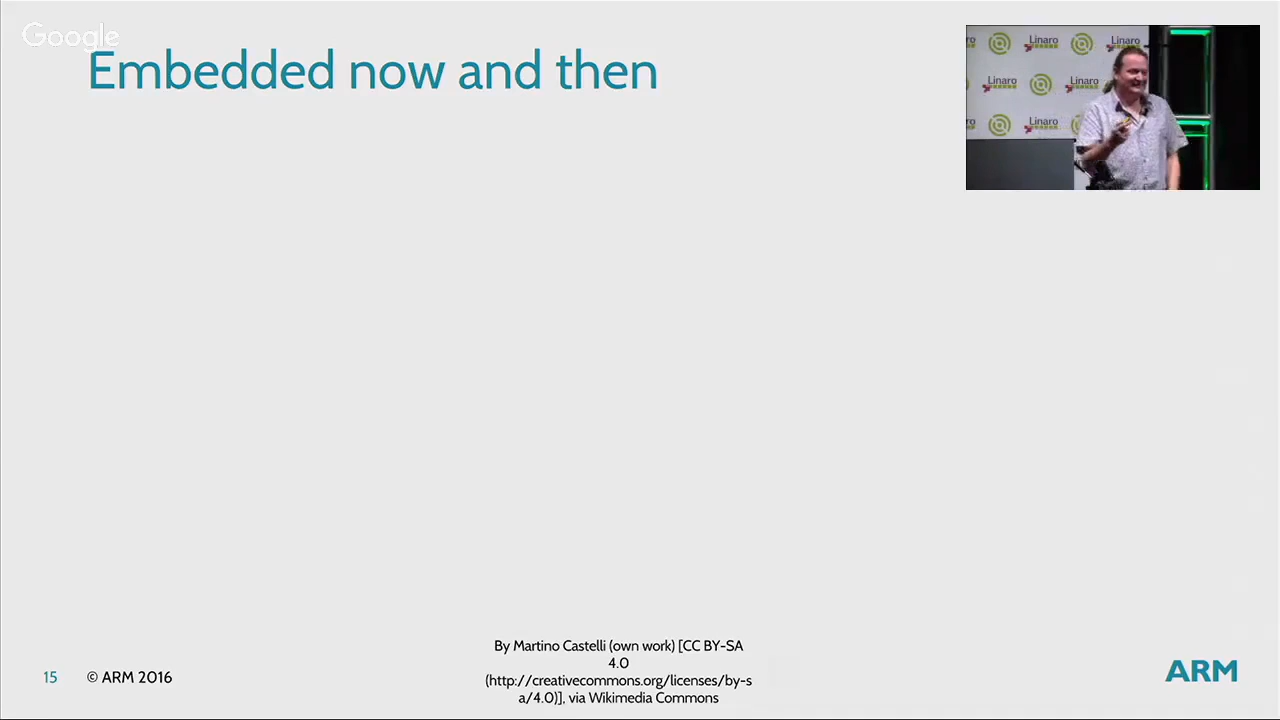 Google
Embedded now and then
Linaro
Linaro
Linaro
Linaro
Linaro
By Martino Castelli (own work) [CC BY-SA
4.0
(http://creativecommons.org/licenses/by-s
a/4.0)], via Wikimedia Commons
15 © ARM 2016
ARM